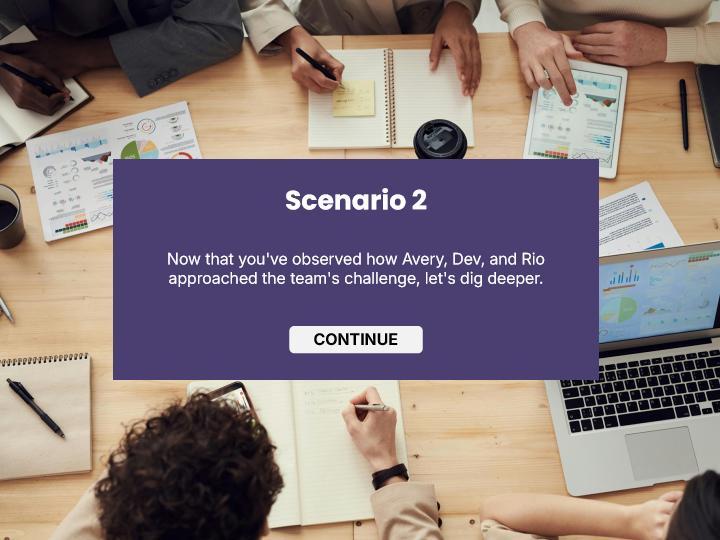 Scenario 2
Now that you've observed how Avery, Dev, and Rio
approached the team's challenge, let's dig deeper.
CONTINUE